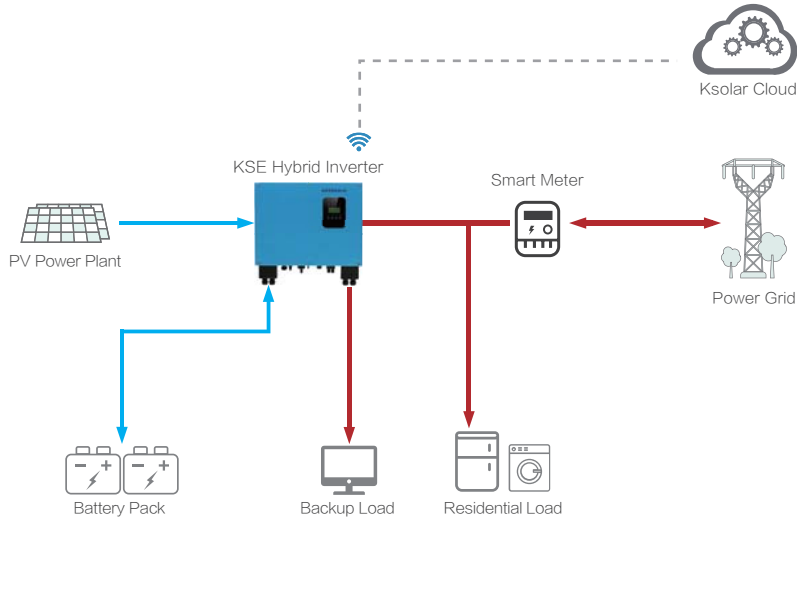 Ksolar Cloud
KSE Hybrid Inverter
Smart Meter
PV Power Plant
Power Grid
Battery Pack
Backup Load
Residential Load